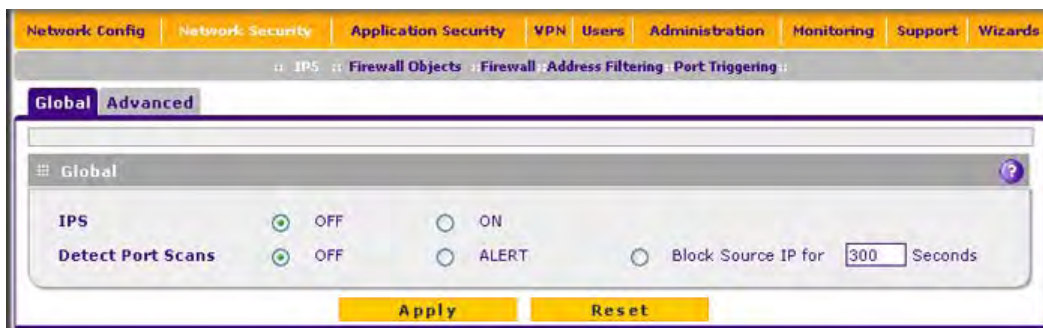 Network Config Network Security Application Security VPN Users Administration Monitoring Support Wizards
:: IPS :: Firewall Objects :: Firewall :: Address Filtering :: Port Triggering ::
Global Advanced
Global ?
IPS OFF ON
Detect Port Scans OFF ALERT Block Source IP for 300 Seconds
Apply Reset